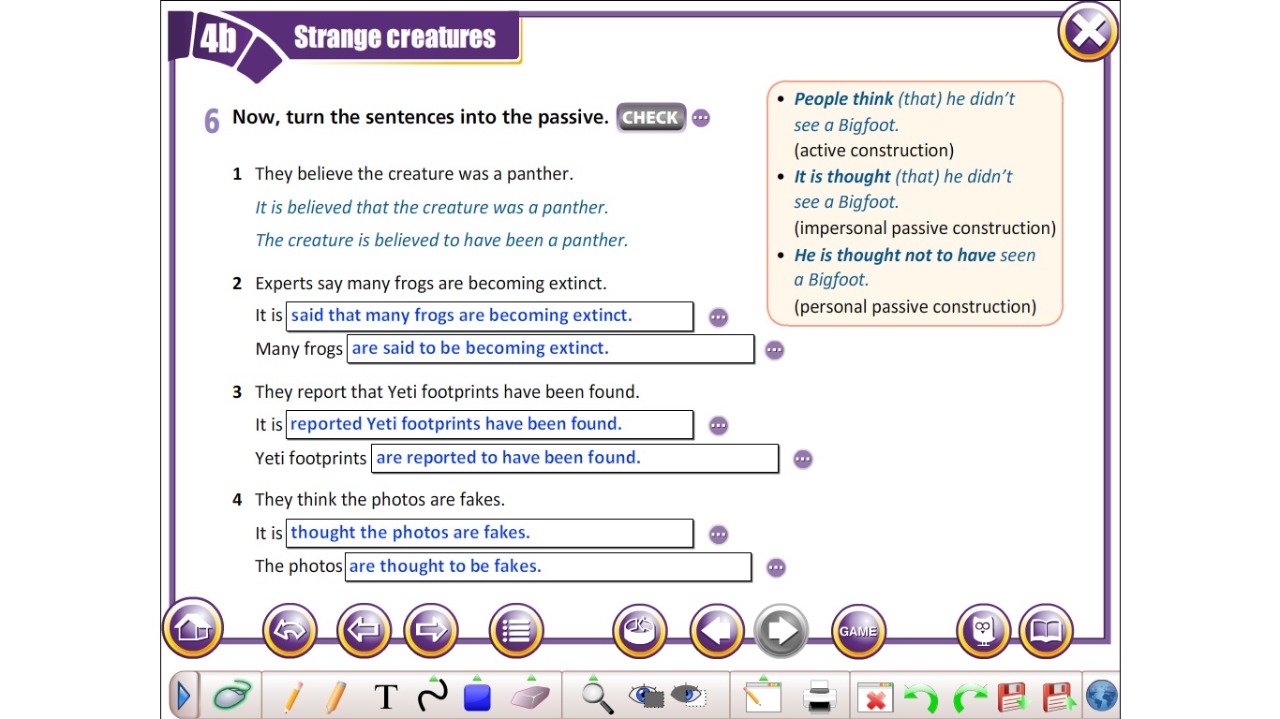 4b Strange creatures
6 Now, turn the sentences into the passive. CHECK
1 They believe the creature was a panther.
It is believed that the creature was a panther.
The creature is believed to have been a panther.
2 Experts say many frogs are becoming extinct.
It is said that many frogs are becoming extinct.
Many frogs are said to be becoming extinct.
3 They report that Yeti footprints have been found.
It is reported Yeti footprints have been found.
Yeti footprints are reported to have been found.
4 They think the photos are fakes.
It is thought the photos are fakes.
The photos are thought to be fakes.
• People think (that) he didn't
see a Bigfoot.
(active construction)
• It is thought (that) he didn't
see a Bigfoot.
(impersonal passive construction)
• He is thought not to have seen
a Bigfoot.
(personal passive construction)
GAME
T